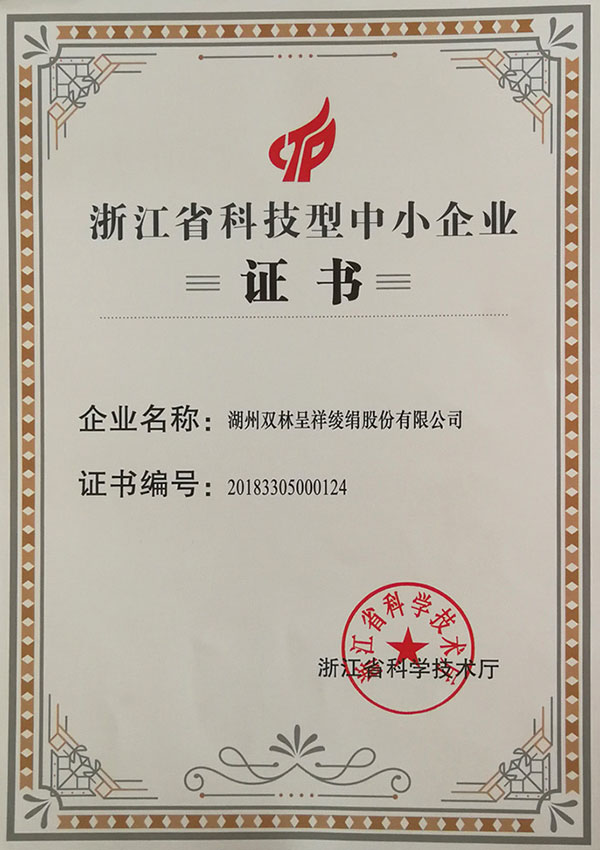 浙江省科技型中小企业
证书
企业名称：湖州双林呈祥绫绢股份有限公司
证书编号：20183305000124
浙江省科学技术厅
浙江省科学技术厅